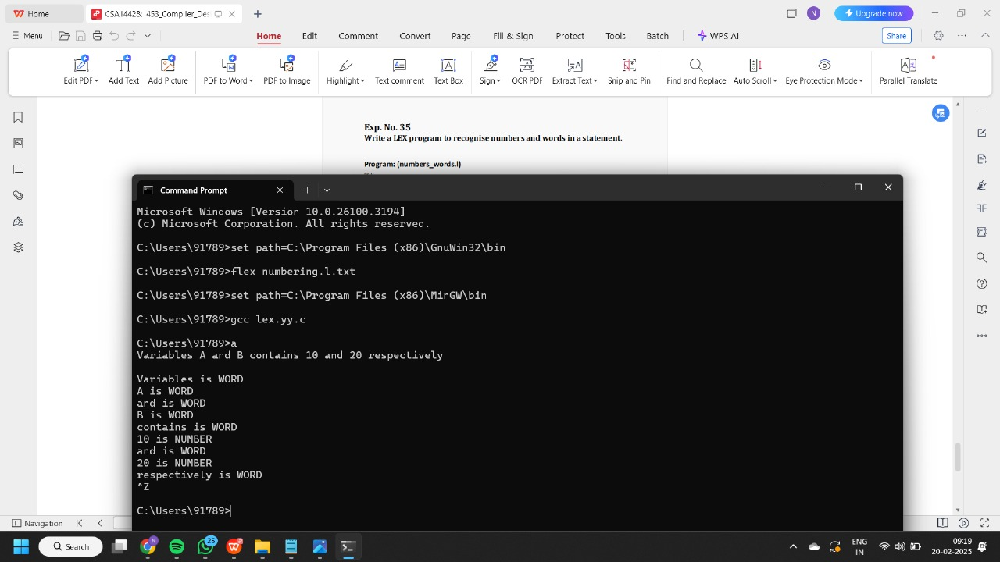 Home
CSA1442&1453_Compiler_Des
N
Upgrade now
Menu
Home
Edit
Comment
Convert
Page
Fill & Sign
Protect
Tools
Batch
WPS AI
Share
Edit PDF
Add Text
Add Picture
PDF to Word
PDF to Image
Highlight
Text comment
Text Box
Sign
OCR PDF
Extract Text
Snip and Pin
Find and Replace
Auto Scroll
Eye Protection Mode
Parallel Translate
Exp. No. 35
Write a LEX program to recognise numbers and words in a statement.
Program: (numbers_words.l)
Command Prompt
Microsoft Windows [Version 10.0.26100.3194]
(c) Microsoft Corporation. All rights reserved.
C:\Users\91789>set path=C:\Program Files (x86)\GnuWin32\bin
C:\Users\91789>flex numbering.l.txt
C:\Users\91789>set path=C:\Program Files (x86)\MinGW\bin
C:\Users\91789>gcc lex.yy.c
C:\Users\91789>a
Variables A and B contains 10 and 20 respectively
Variables is WORD
A is WORD
and is WORD
B is WORD
contains is WORD
10 is NUMBER
and is WORD
20 is NUMBER
respectively is WORD
^Z
C:\Users\91789>
Navigation
Search
25
ENG
IN
09:19
20-02-2025